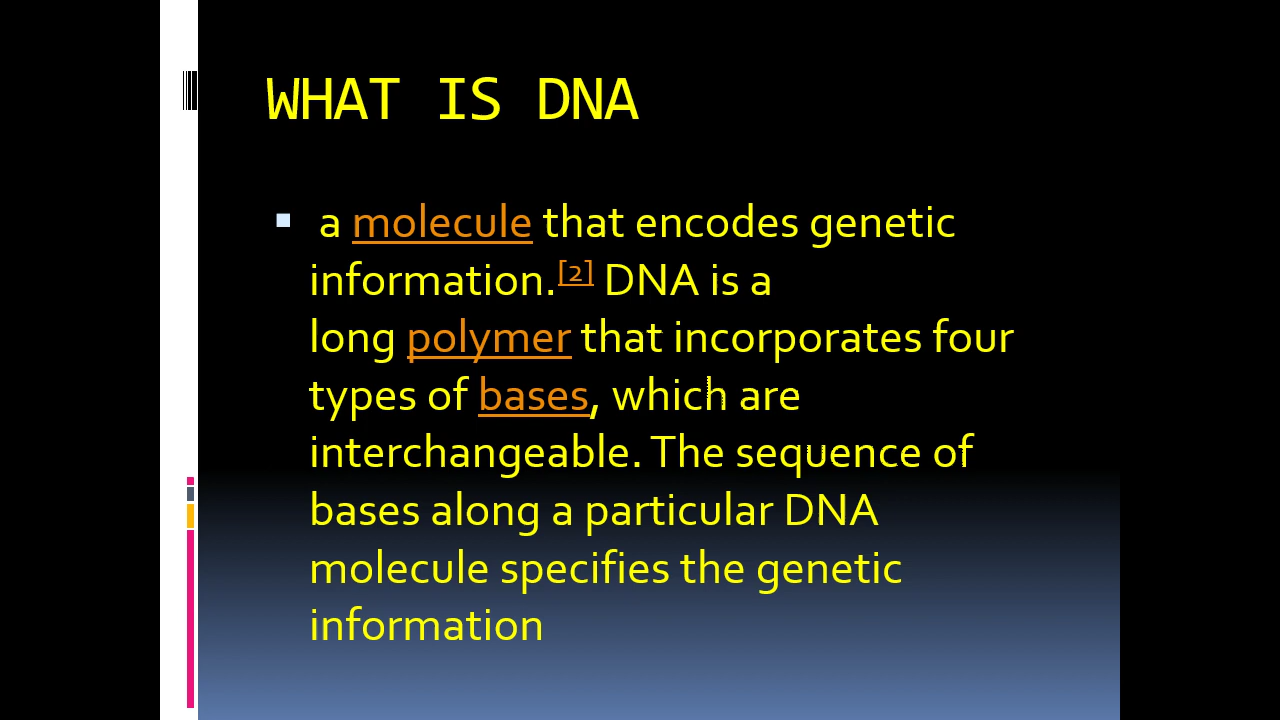 WHAT IS DNA
a molecule that encodes genetic
information.[2] DNA is a
long polymer that incorporates four
types of bases, which are
interchangeable. The sequence of
bases along a particular DNA
molecule specifies the genetic
information